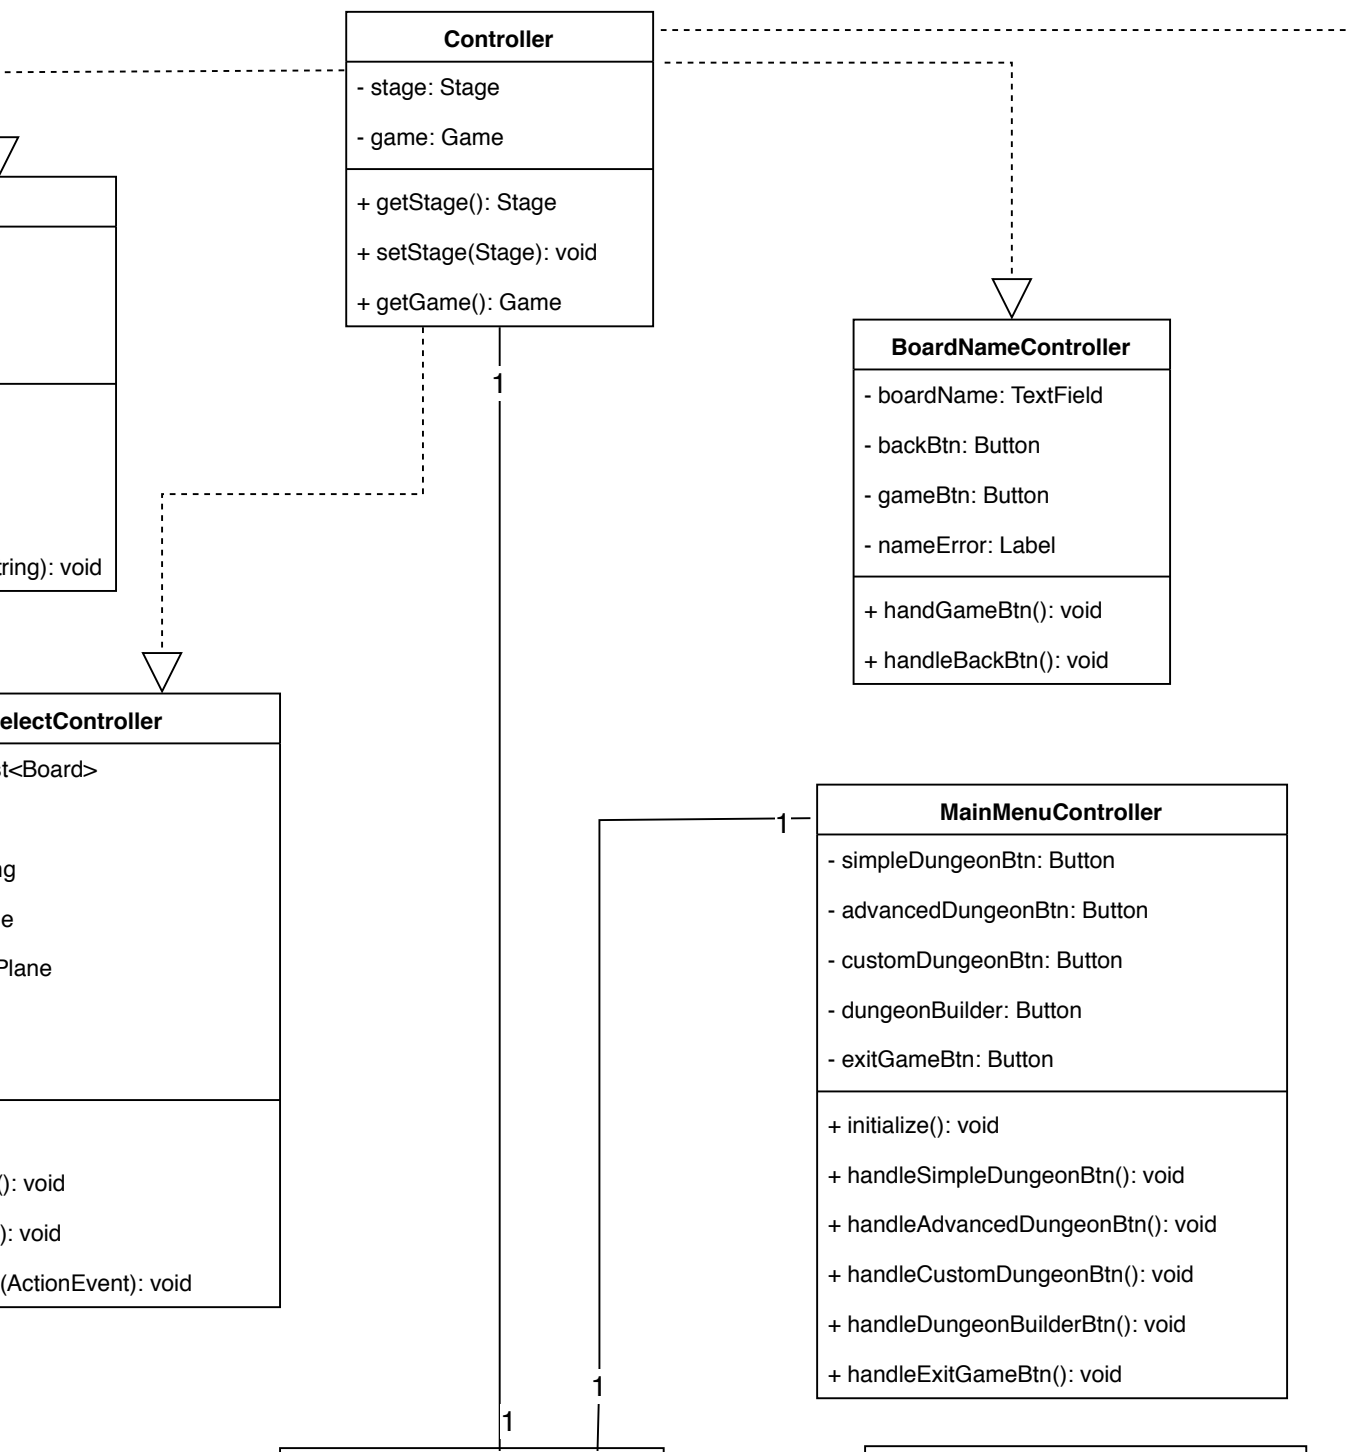 Controller
- stage: Stage
- game: Game
+ getStage(): Stage
+ setStage(Stage): void
+ getGame(): Game
1
BoardNameController
- boardName: TextField
- backBtn: Button
- gameBtn: Button
- nameError: Label
+ handGameBtn(): void
+ handleBackBtn(): void
tring): void
electController
t<Board>
ng
e
Plane
(): void
): void
(ActionEvent): void
1
MainMenuController
- simpleDungeonBtn: Button
- advancedDungeonBtn: Button
- customDungeonBtn: Button
- dungeonBuilder: Button
- exitGameBtn: Button
+ initialize(): void
+ handleSimpleDungeonBtn(): void
+ handleAdvancedDungeonBtn(): void
+ handleCustomDungeonBtn(): void
+ handleDungeonBuilderBtn(): void
+ handleExitGameBtn(): void
1
1